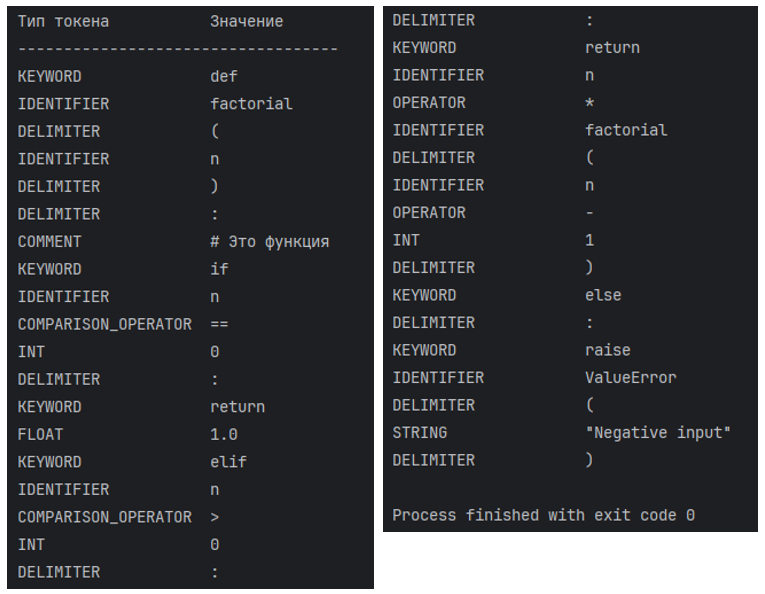 Тип токена Значение
-----------------------------------
KEYWORD def
IDENTIFIER factorial
DELIMITER (
IDENTIFIER n
DELIMITER )
DELIMITER :
COMMENT # Это функция
KEYWORD if
IDENTIFIER n
COMPARISON_OPERATOR ==
INT 0
DELIMITER :
KEYWORD return
FLOAT 1.0
KEYWORD elif
IDENTIFIER n
COMPARISON_OPERATOR >
INT 0
DELIMITER :
DELIMITER :
KEYWORD return
IDENTIFIER n
OPERATOR *
IDENTIFIER factorial
DELIMITER (
IDENTIFIER n
OPERATOR -
INT 1
DELIMITER )
KEYWORD else
DELIMITER :
KEYWORD raise
IDENTIFIER ValueError
DELIMITER (
STRING "Negative input"
DELIMITER )
Process finished with exit code 0